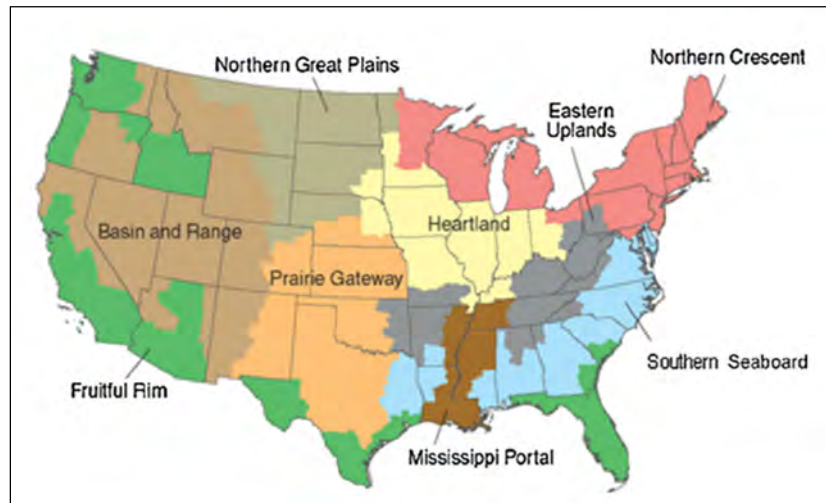 Northern Great Plains
Northern Crescent
Eastern
Uplands
Basin and Range
Heartland
Prairie Gateway
Fruitful Rim
Southern Seaboard
Mississippi Portal